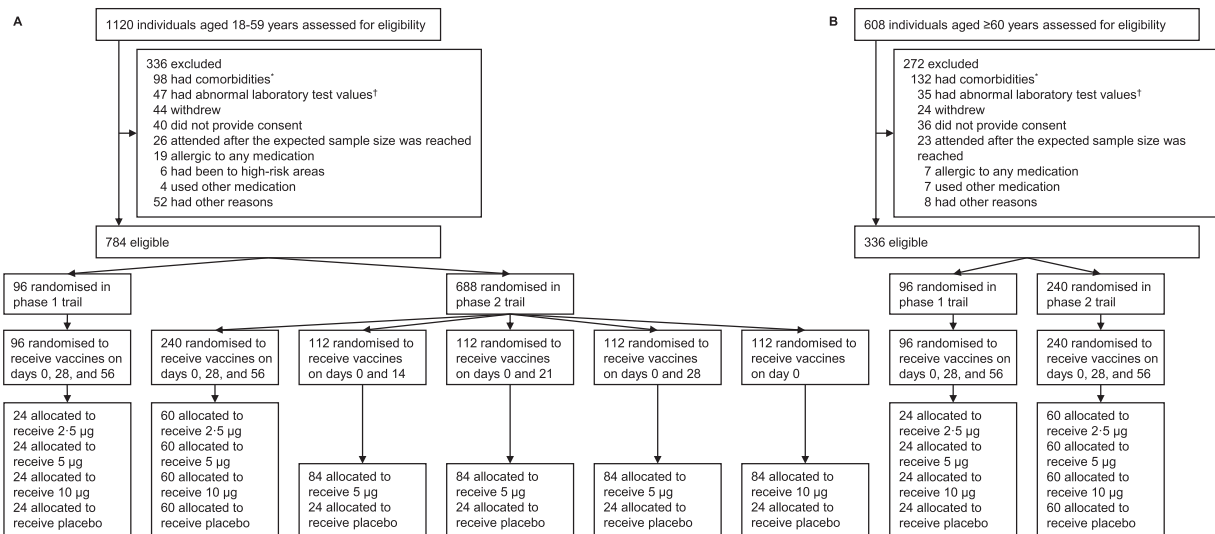 A
1120 individuals aged 18-59 years assessed for eligibility
336 excluded
98 had comorbidities*
47 had abnormal laboratory test values†
44 withdrew
40 did not provide consent
26 attended after the expected sample size was reached
19 allergic to any medication
6 had been to high-risk areas
4 used other medication
52 had other reasons
784 eligible
96 randomised in
phase 1 trail
688 randomised in
phase 2 trail
96 randomised to
receive vaccines on
days 0, 28, and 56
240 randomised to
receive vaccines on
days 0, 28, and 56
112 randomised to
receive vaccines
on days 0 and 14
112 randomised to
receive vaccines
on days 0 and 21
112 randomised to
receive vaccines
on days 0 and 28
112 randomised to
receive vaccines
on day 0
24 allocated to
receive 2·5 μg
24 allocated to
receive 5 μg
24 allocated to
receive 10 μg
24 allocated to
receive placebo
60 allocated to
receive 2·5 μg
60 allocated to
receive 5 μg
60 allocated to
receive 10 μg
60 allocated to
receive placebo
84 allocated to
receive 5 μg
24 allocated to
receive placebo
84 allocated to
receive 5 μg
24 allocated to
receive placebo
84 allocated to
receive 5 μg
24 allocated to
receive placebo
84 allocated to
receive 10 μg
24 allocated to
receive placebo
B
608 individuals aged ≥60 years assessed for eligibility
272 excluded
132 had comorbidities*
35 had abnormal laboratory test values†
24 withdrew
36 did not provide consent
23 attended after the expected sample size was
reached
7 allergic to any medication
7 used other medication
8 had other reasons
336 eligible
96 randomised in
phase 1 trail
240 randomised in
phase 2 trail
96 randomised to
receive vaccines on
days 0, 28, and 56
240 randomised to
receive vaccines on
days 0, 28, and 56
24 allocated to
receive 2·5 μg
24 allocated to
receive 5 μg
24 allocated to
receive 10 μg
24 allocated to
receive placebo
60 allocated to
receive 2·5 μg
60 allocated to
receive 5 μg
60 allocated to
receive 10 μg
60 allocated to
receive placebo